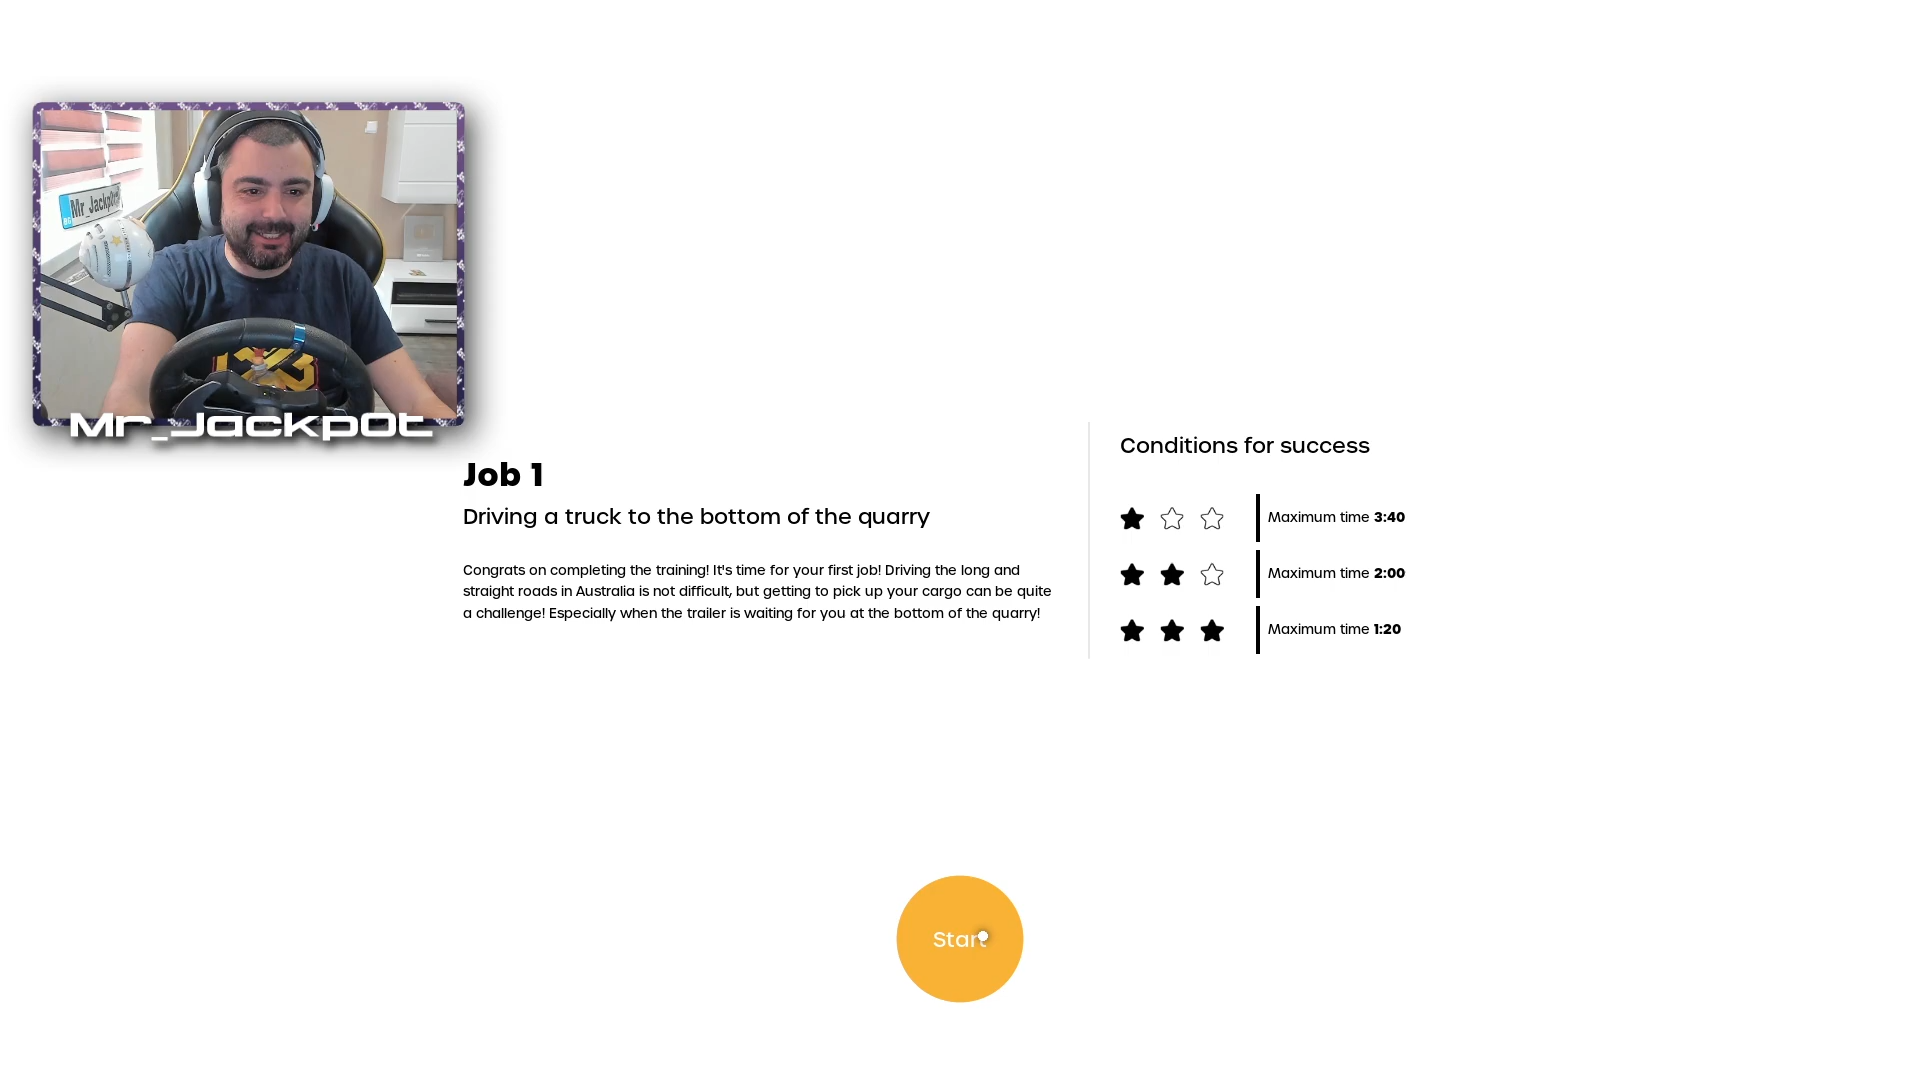 Mr_Jackp0t
Mr_Jackp0t
Job 1
Driving a truck to the bottom of the quarry
Congrats on completing the training! It's time for your first job! Driving the long and
straight roads in Australia is not difficult, but getting to pick up your cargo can be quite
a challenge! Especially when the trailer is waiting for you at the bottom of the quarry!
Conditions for success
Maximum time 3:40
Maximum time 2:00
Maximum time 1:20
Start